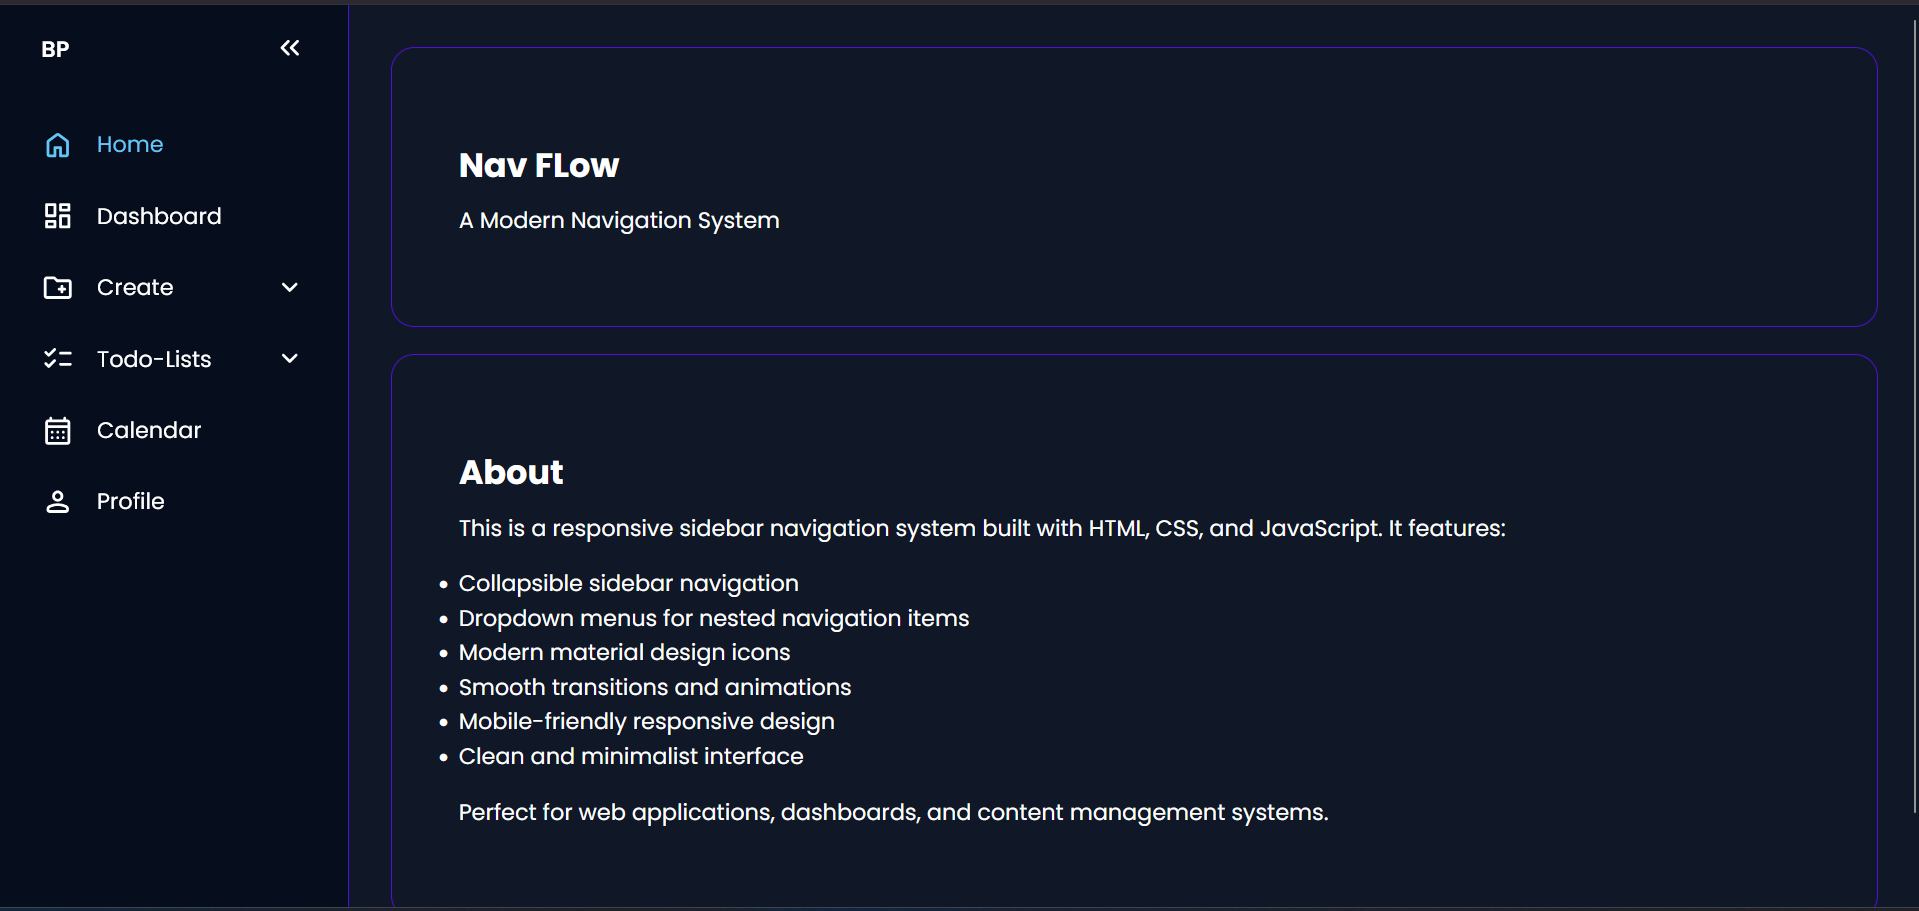 BP
Home
Dashboard
Create
Todo-Lists
Calendar
Profile
Nav FLow
A Modern Navigation System
About
This is a responsive sidebar navigation system built with HTML, CSS, and JavaScript. It features:
• Collapsible sidebar navigation
• Dropdown menus for nested navigation items
• Modern material design icons
• Smooth transitions and animations
• Mobile-friendly responsive design
• Clean and minimalist interface
Perfect for web applications, dashboards, and content management systems.